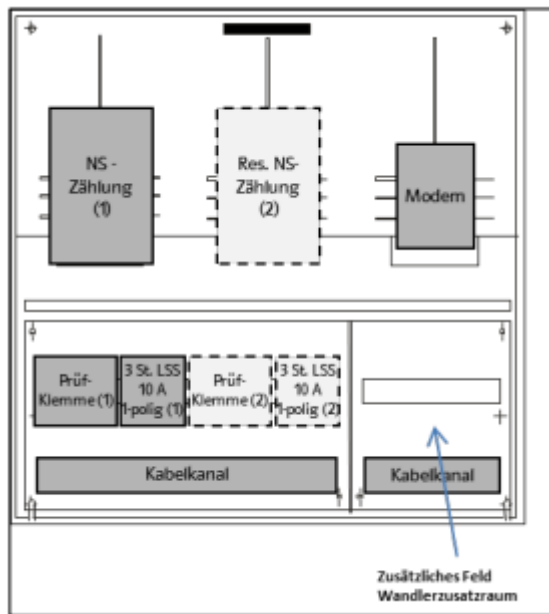 NS -
Zählung
(1)
Res. NS-
Zählung
(2)
Modem
Prüf-
Klemme (1)
3 St. LSS
10 A
1-polig (1)
Prüf-
Klemme (2)
3 St. LSS
10 A
1-polig (2)
Kabelkanal
Kabelkanal
Zusätzliches Feld
Wandlerzusatzraum